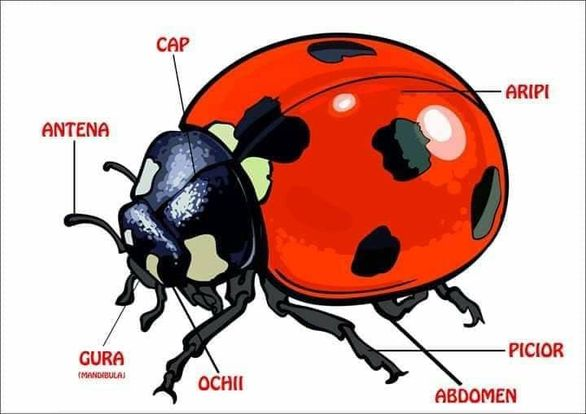 CAP
ARIPI
ANTENA
GURA
(MANDIBULA)
OCHII
PICIOR
ABDOMEN